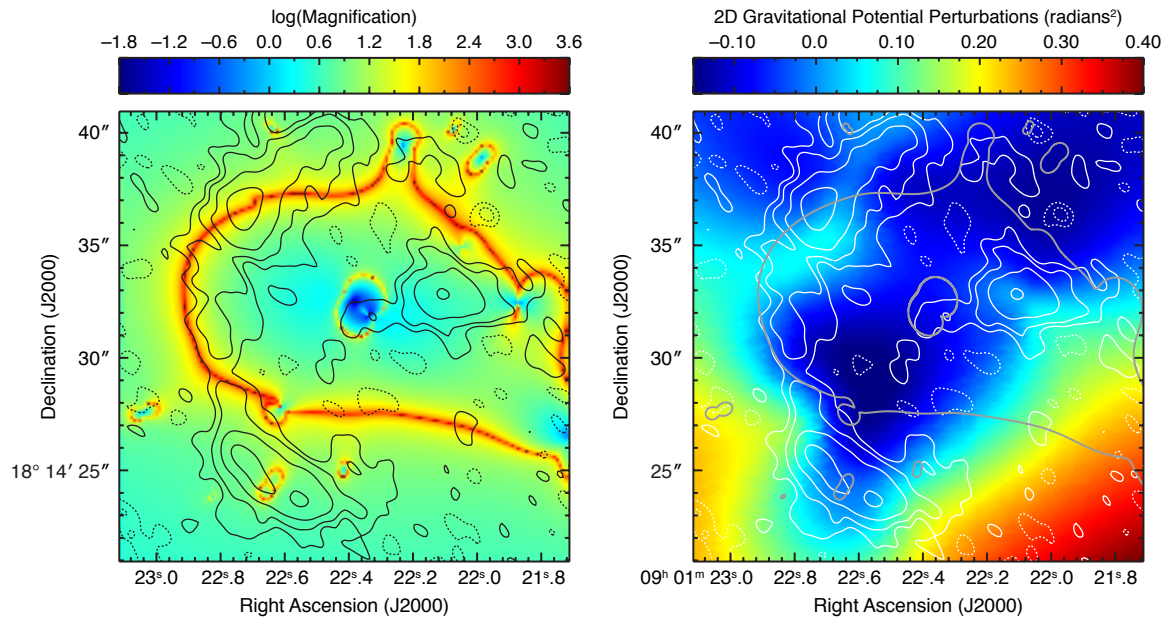 log(Magnification)
−1.8 −1.2 −0.6 0.0 0.6 1.2 1.8 2.4 3.0 3.6
40″
35″
30″
18° 14′ 25″
Declination (J2000)
23ˢ.0 22ˢ.8 22ˢ.6 22ˢ.4 22ˢ.2 22ˢ.0 21ˢ.8
Right Ascension (J2000)
2D Gravitational Potential Perturbations (radians²)
−0.10 0.0 0.10 0.20 0.30 0.40
40″
35″
30″
25″
Declination (J2000)
09ʰ 01ᵐ 23ˢ.0 22ˢ.8 22ˢ.6 22ˢ.4 22ˢ.2 22ˢ.0 21ˢ.8
Right Ascension (J2000)